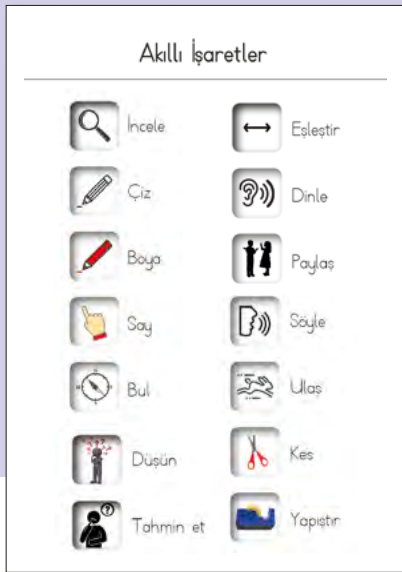 Akıllı İşaretler
İncele
Eşleştir
Çiz
Dinle
Boya
Paylaş
Say
Söyle
Bul
Ulaş
Düşün
Kes
Tahmin et
Yapıştır